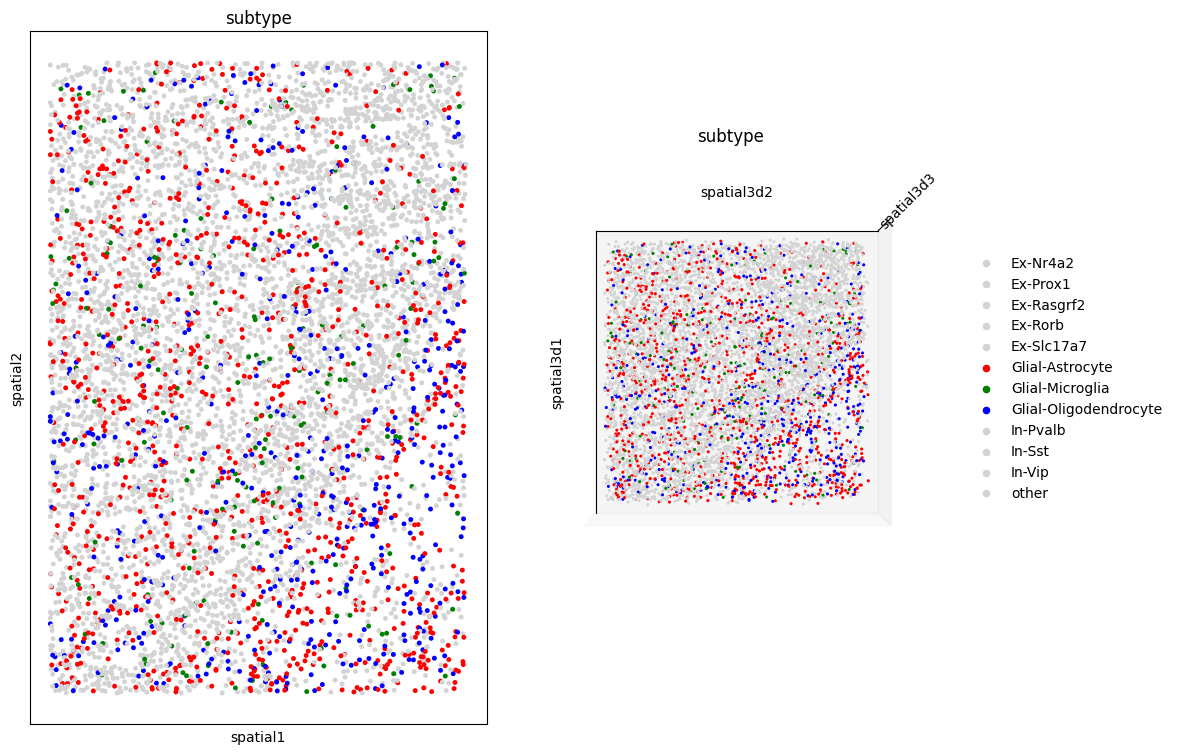 subtype
spatial2
spatial1
subtype
spatial3d2
spatial3d3
spatial3d1
Ex-Nr4a2
Ex-Prox1
Ex-Rasgrf2
Ex-Rorb
Ex-Slc17a7
Glial-Astrocyte
Glial-Microglia
Glial-Oligodendrocyte
In-Pvalb
In-Sst
In-Vip
other